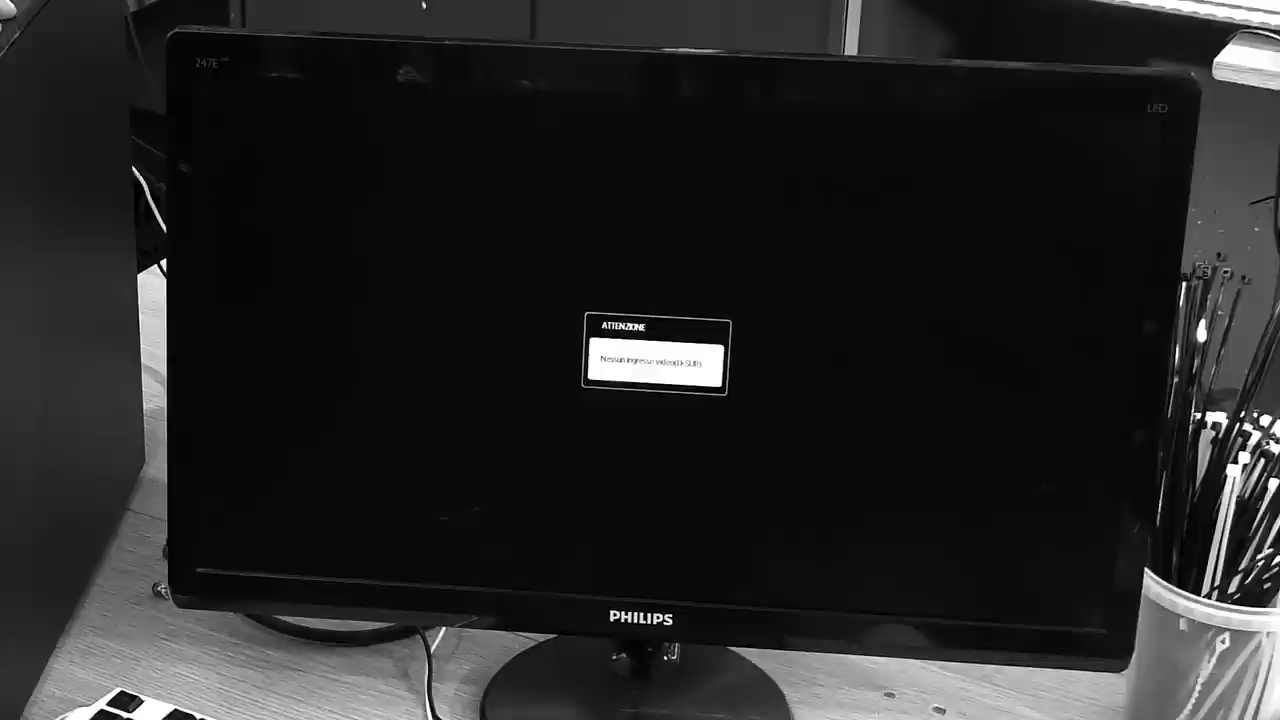 247E
LED
ATTENZIONE
Nessun ingresso video(D-SUB)
PHILIPS